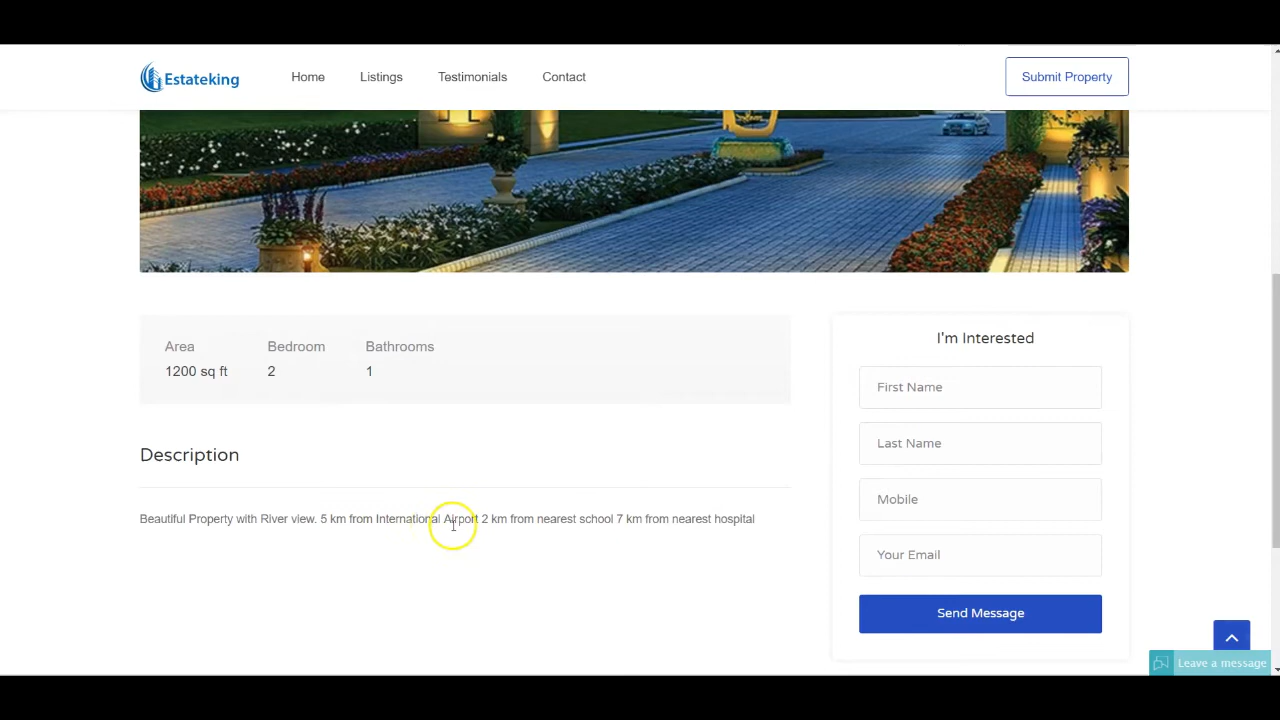 Estateking
Home Listings Testimonials Contact
Submit Property
Area Bedroom Bathrooms
1200 sq ft 2 1
Description
Beautiful Property with River view. 5 km from International Airport 2 km from nearest school 7 km from nearest hospital
I'm Interested
First Name
Last Name
Mobile
Your Email
Send Message
Leave a message